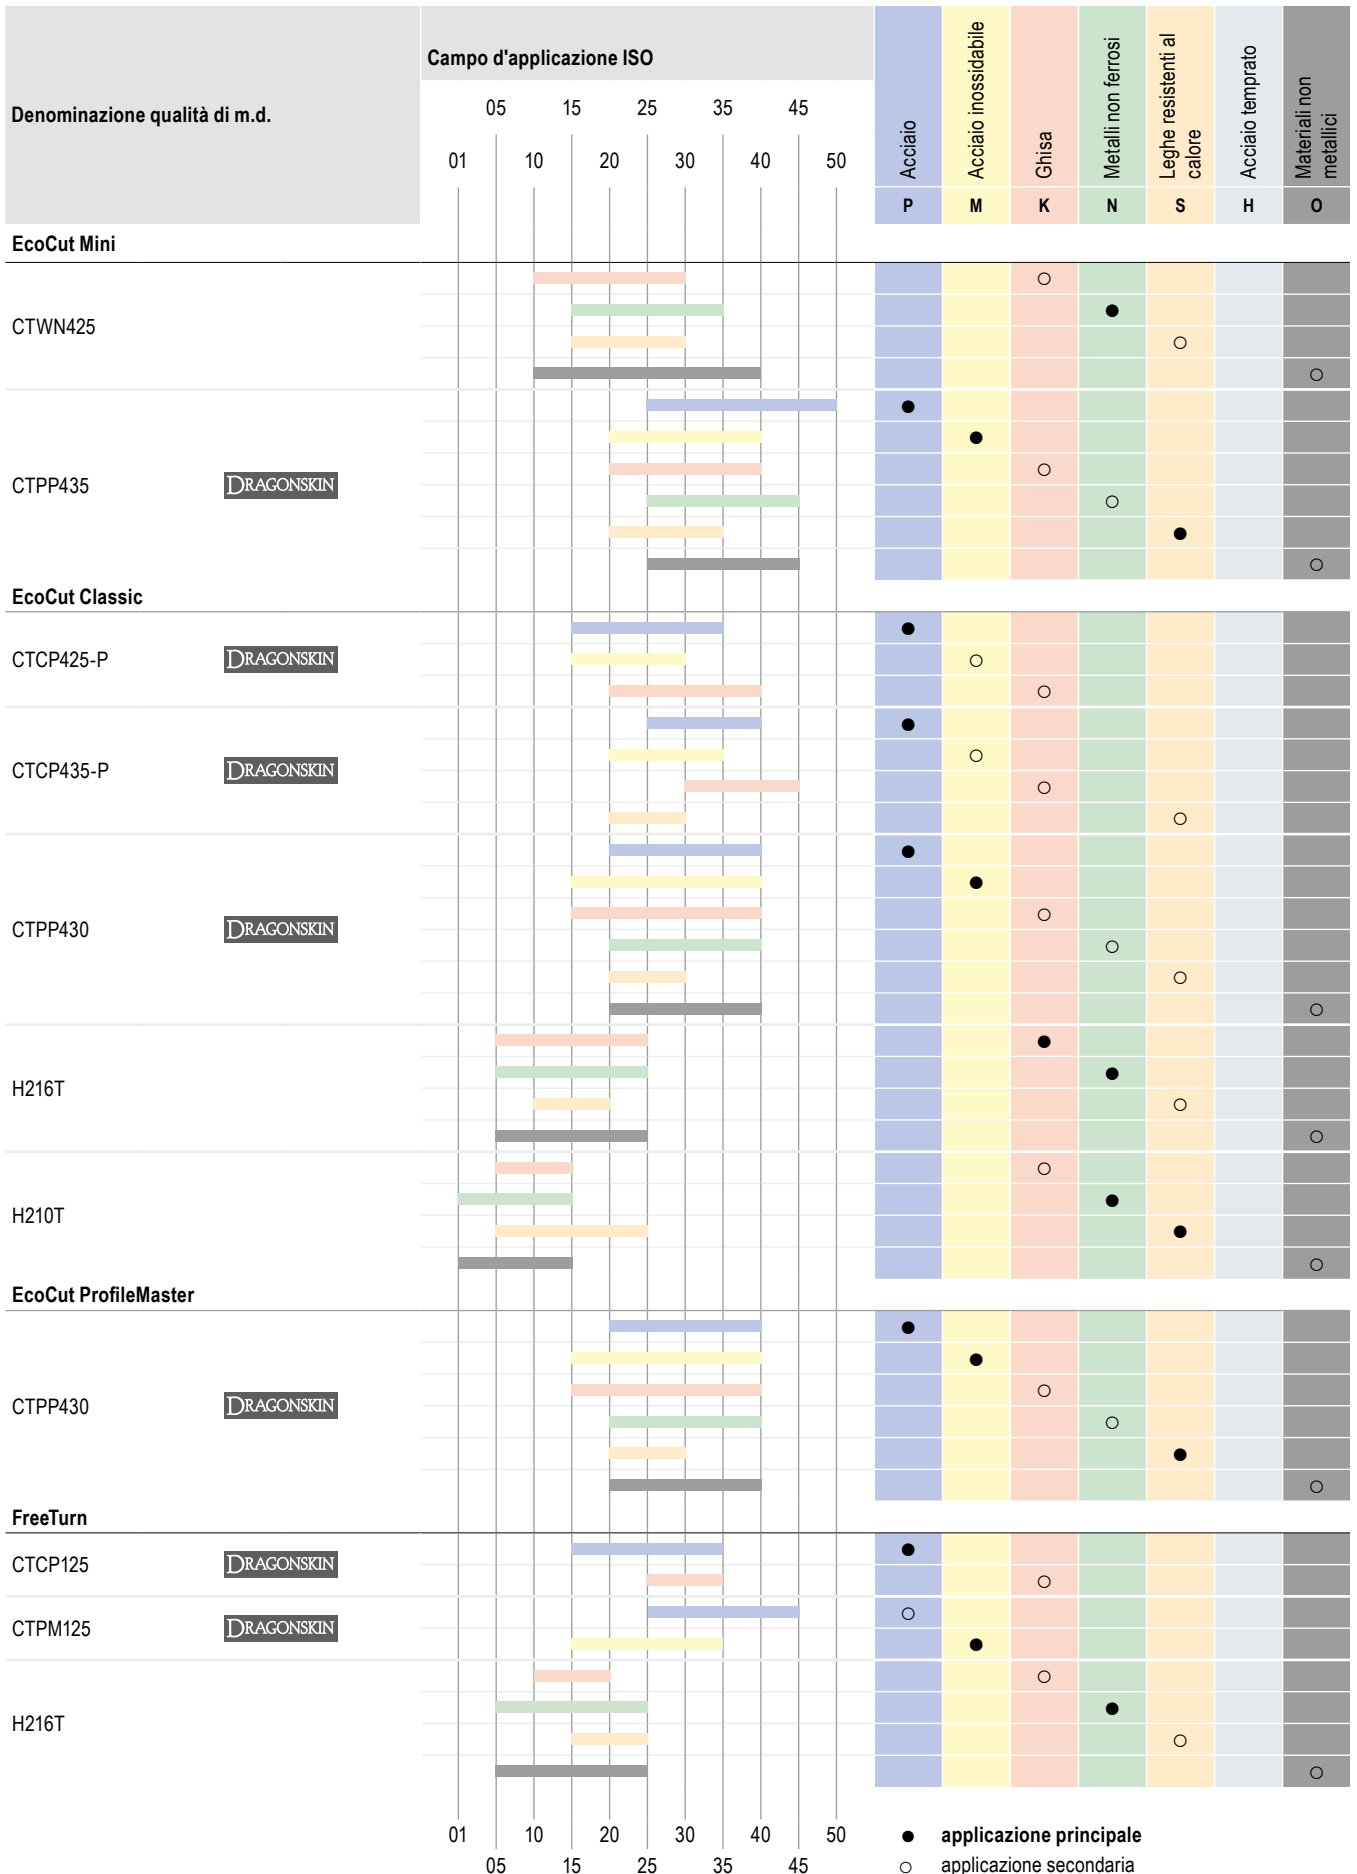 Denominazione qualità di m.d.
Campo d'applicazione ISO
05 15 25 35 45
01 10 20 30 40 50
Acciaio
Acciaio inossidabile
Ghisa
Metalli non ferrosi
Leghe resistenti al
calore
Acciaio temprato
Materiali non
metallici
P M K N S H O
EcoCut Mini
CTWN425
CTPP435 DRAGONSKIN
EcoCut Classic
CTCP425-P DRAGONSKIN
CTCP435-P DRAGONSKIN
CTPP430 DRAGONSKIN
H216T
H210T
EcoCut ProfileMaster
CTPP430 DRAGONSKIN
FreeTurn
CTCP125 DRAGONSKIN
CTPM125 DRAGONSKIN
H216T
01 10 20 30 40 50
05 15 25 35 45
● applicazione principale
○ applicazione secondaria